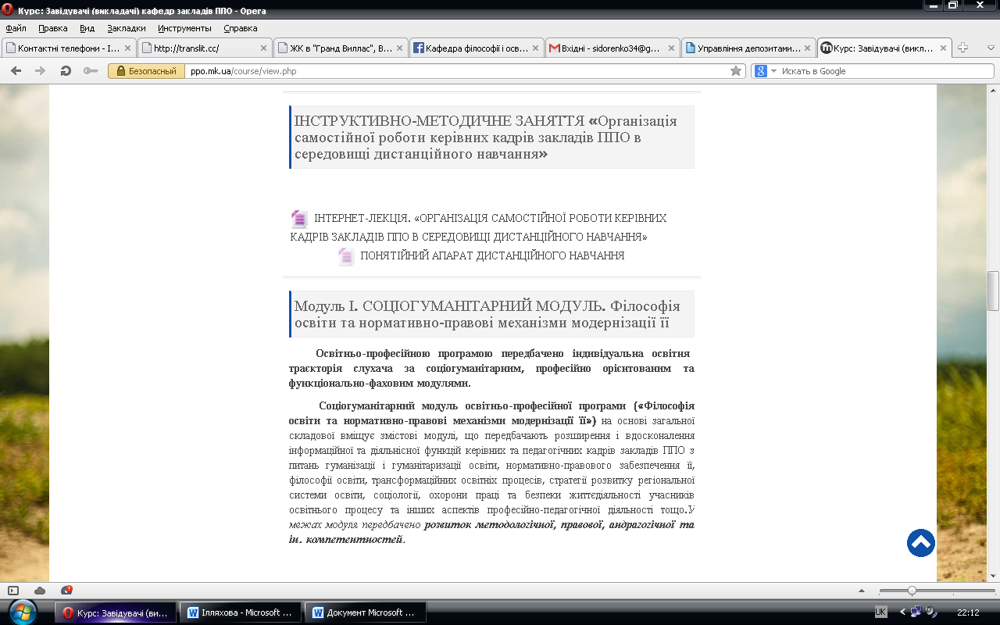 Курс: Завідувачі (викладачі) кафедр закладів ППО - Opera
Файл Правка Вид Закладки Инструменты Справка
Контактні телефони - І... http://translit.cc/ ЖК в "Гранд Виллас", В... Кафедра філософії і осв... Вхідні - sidorenko34@g... Управління депозитами... Курс: Завідувачі (викл...
Безопасный ppo.mk.ua/course/view.php Искать в Google
ІНСТРУКТИВНО-МЕТОДИЧНЕ ЗАНЯТТЯ «Організація
самостійної роботи керівних кадрів закладів ППО в
середовищі дистанційного навчання»
ІНТЕРНЕТ-ЛЕКЦІЯ. «ОРГАНІЗАЦІЯ САМОСТІЙНОЇ РОБОТИ КЕРІВНИХ
КАДРІВ ЗАКЛАДІВ ППО В СЕРЕДОВИЩІ ДИСТАНЦІЙНОГО НАВЧАННЯ»
ПОНЯТІЙНИЙ АПАРАТ ДИСТАНЦІЙНОГО НАВЧАННЯ
Модуль І. СОЦІОГУМАНІТАРНИЙ МОДУЛЬ. Філософія
освіти та нормативно-правові механізми модернізації її
Освітньо-професійною програмою передбачено індивідуальна освітня
траєкторія слухача за соціогуманітарним, професійно орієнтованим та
функціонально-фаховим модулями.
Соціогуманітарний модуль освітньо-професійної програми («Філософія
освіти та нормативно-правові механізми модернізації її») на основі загальної
складової вміщує змістові модулі, що передбачають розширення і вдосконалення
інформаційної та діяльнісної функцій керівних та педагогічних кадрів закладів ППО з
питань гуманізації і гуманітаризації освіти, нормативно-правового забезпечення її,
філософії освіти, трансформаційних освітніх процесів, стратегії розвитку регіональної
системи освіти, соціології, охорони праці та безпеки життєдіяльності учасників
освітнього процесу та інших аспектів професійно-педагогічної діяльності тощо.У
межах модуля передбачено розвиток методологічної, правової, андрагогічної та
ін. компетентностей.
Курс: Завідувачі (ви... Ілляхова - Microsoft ... Документ Microsoft ... UK 22:12